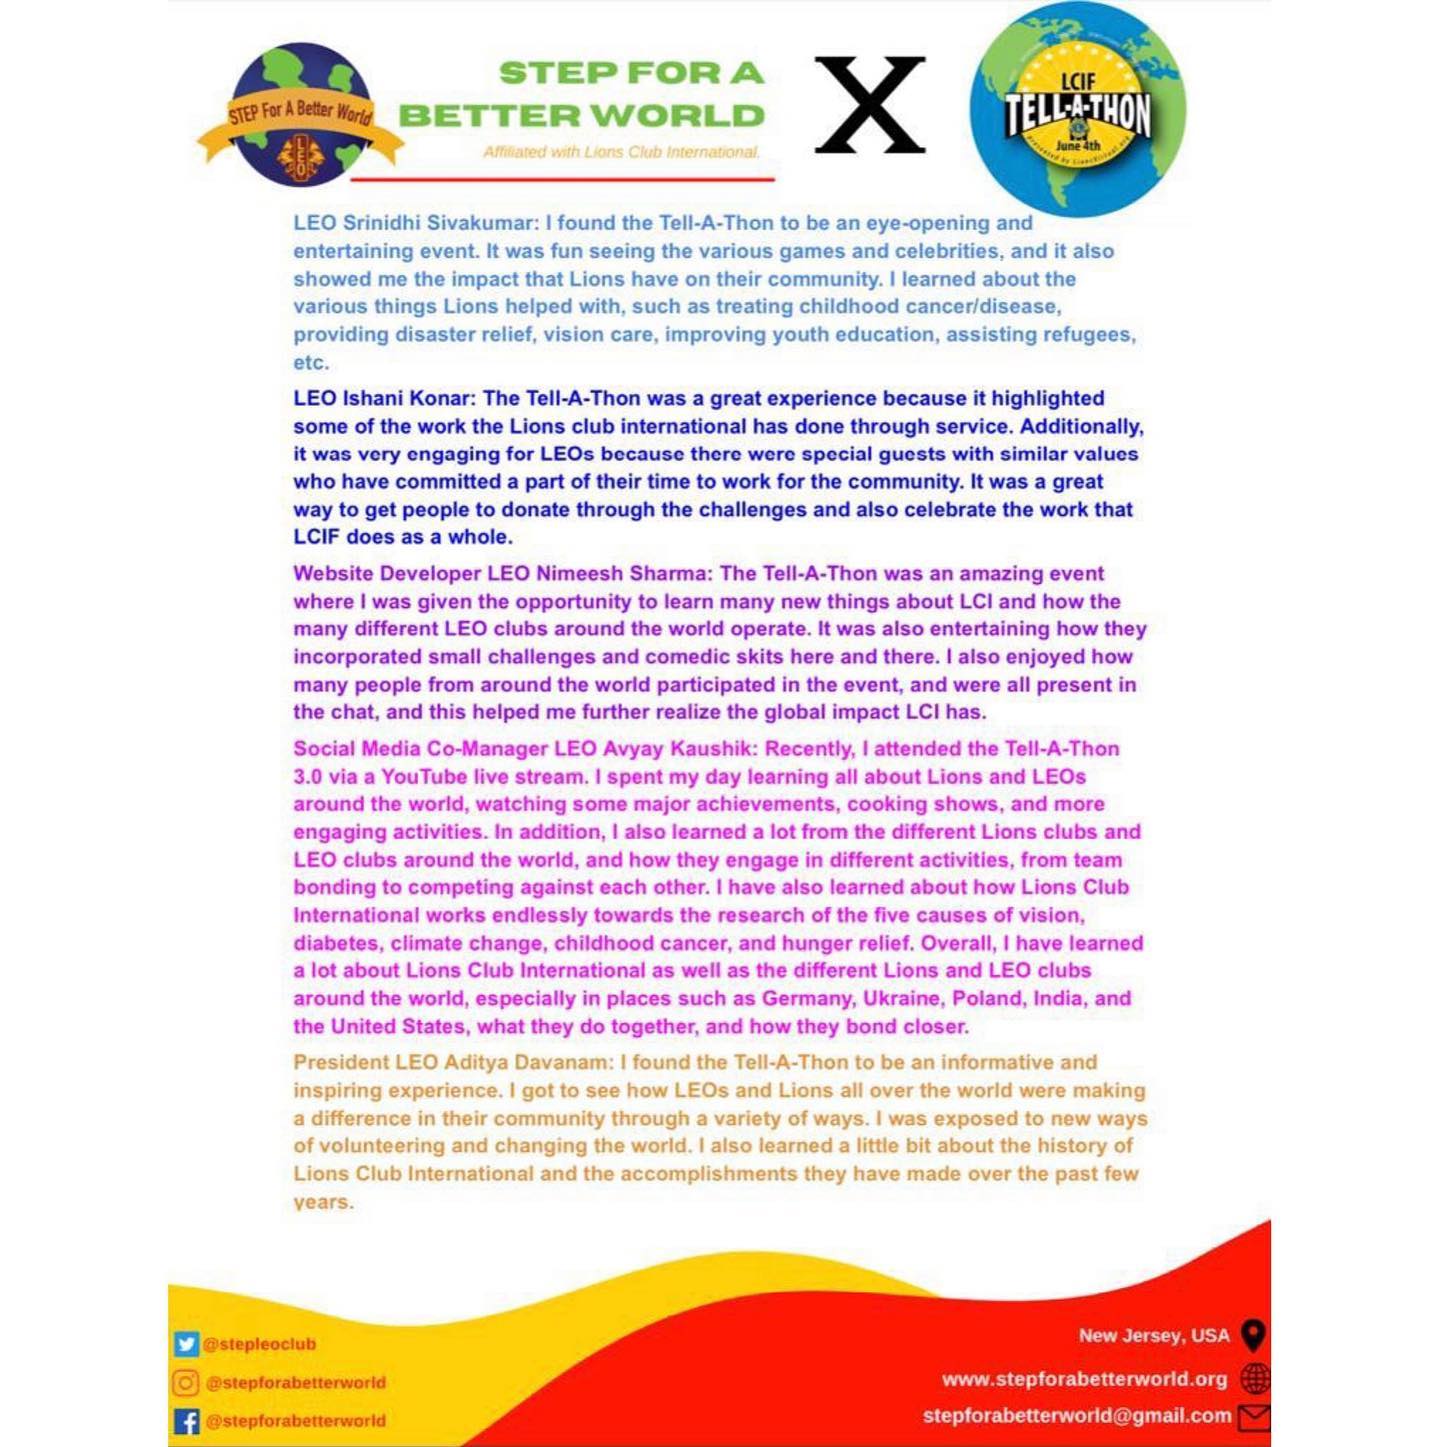 STEP For A Better World
LEO
STEP FOR A
BETTER WORLD
Affiliated with Lions Club International.
X
LCIF
TELL-A-THON
June 4th
presented by LionsVirtual.org
LEO Srinidhi Sivakumar: I found the Tell-A-Thon to be an eye-opening and
entertaining event. It was fun seeing the various games and celebrities, and it also
showed me the impact that Lions have on their community. I learned about the
various things Lions helped with, such as treating childhood cancer/disease,
providing disaster relief, vision care, improving youth education, assisting refugees,
etc.
LEO Ishani Konar: The Tell-A-Thon was a great experience because it highlighted
some of the work the Lions club international has done through service. Additionally,
it was very engaging for LEOs because there were special guests with similar values
who have committed a part of their time to work for the community. It was a great
way to get people to donate through the challenges and also celebrate the work that
LCIF does as a whole.
Website Developer LEO Nimeesh Sharma: The Tell-A-Thon was an amazing event
where I was given the opportunity to learn many new things about LCI and how the
many different LEO clubs around the world operate. It was also entertaining how they
incorporated small challenges and comedic skits here and there. I also enjoyed how
many people from around the world participated in the event, and were all present in
the chat, and this helped me further realize the global impact LCI has.
Social Media Co-Manager LEO Avyay Kaushik: Recently, I attended the Tell-A-Thon
3.0 via a YouTube live stream. I spent my day learning all about Lions and LEOs
around the world, watching some major achievements, cooking shows, and more
engaging activities. In addition, I also learned a lot from the different Lions clubs and
LEO clubs around the world, and how they engage in different activities, from team
bonding to competing against each other. I have also learned about how Lions Club
International works endlessly towards the research of the five causes of vision,
diabetes, climate change, childhood cancer, and hunger relief. Overall, I have learned
a lot about Lions Club International as well as the different Lions and LEO clubs
around the world, especially in places such as Germany, Ukraine, Poland, India, and
the United States, what they do together, and how they bond closer.
President LEO Aditya Davanam: I found the Tell-A-Thon to be an informative and
inspiring experience. I got to see how LEOs and Lions all over the world were making
a difference in their community through a variety of ways. I was exposed to new ways
of volunteering and changing the world. I also learned a little bit about the history of
Lions Club International and the accomplishments they have made over the past few
years.
@stepleoclub
@stepforabetterworld
@stepforabetterworld
New Jersey, USA
www.stepforabetterworld.org
stepforabetterworld@gmail.com